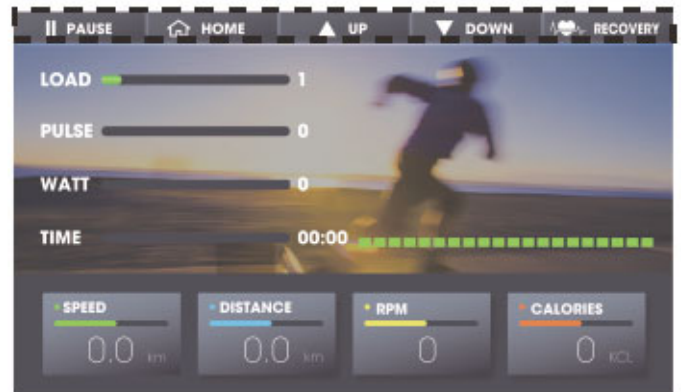 PAUSE HOME UP DOWN RECOVERY
LOAD 1
PULSE 0
WATT 0
TIME 00:00
SPEED DISTANCE RPM CALORIES
0.0 km 0.0 km 0 0 KCL